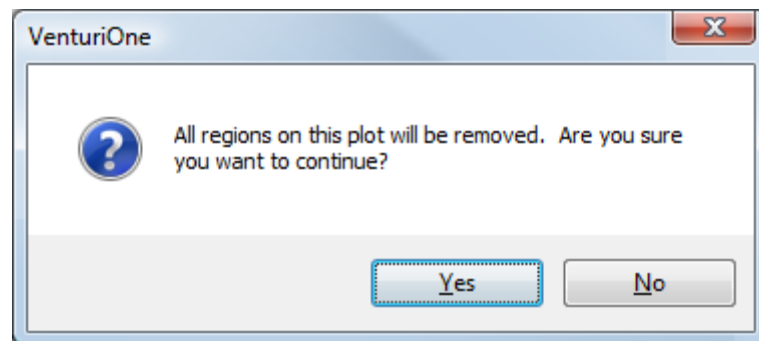 VenturiOne
All regions on this plot will be removed.  Are you sure
you want to continue?
Yes
No